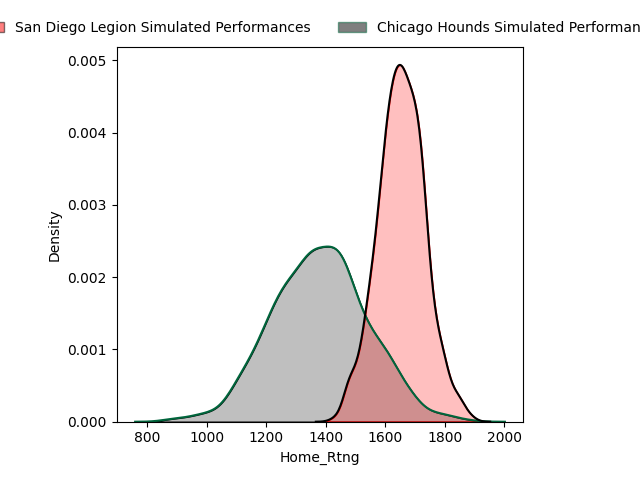 San Diego Legion Simulated Performances Chicago Hounds Simulated Performan
0.005
0.004
0.003
0.002
0.001
0.000
Density
800 1000 1200 1400 1600 1800 2000
Home_Rtng